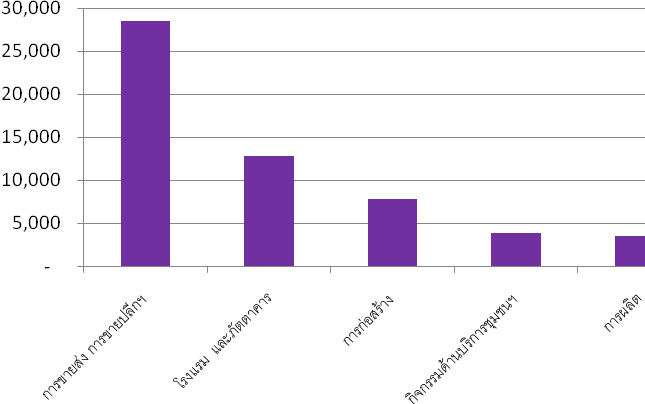 30,000
25,000
20,000
15,000
10,000
5,000
-
การขายส่ง การขายปลีกฯ
โรงแรม และภัตตาคาร
การก่อสร้าง
กิจกรรมด้านบริการชุมชนฯ
การผลิต